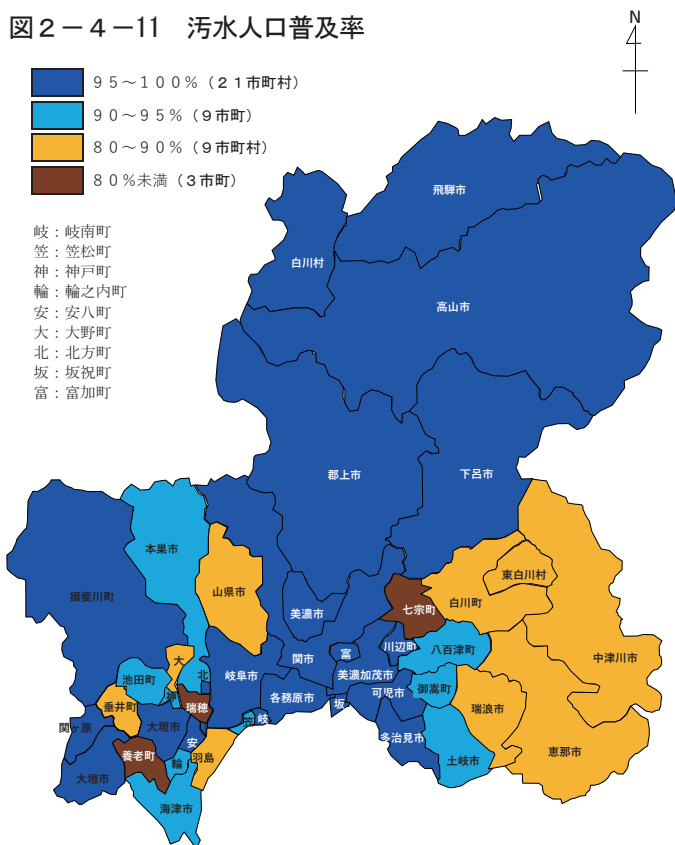 図２－４－11　汚水人口普及率
N
９５～１００％（２１市町村）
９０～９５％（９市町）
８０～９０％（９市町村）
８０％未満（３市町）
岐：岐南町
笠：笠松町
神：神戸町
輪：輪之内町
安：安八町
大：大野町
北：北方町
坂：坂祝町
富：富加町
飛騨市
白川村
高山市
郡上市
下呂市
本巣市
揖斐川町
山県市
東白川村
白川町
七宗町
美濃市
中津川市
富
川辺町
八百津町
大
関市
美濃加茂市
池田町
北
岐阜市
御嵩町
神
各務原市
可児市
垂井町
瑞穂
坂
瑞浪市
関ヶ原
大垣市
笠
岐
多治見市
安
恵那市
養老町
羽島
土岐市
輪
大垣市
海津市